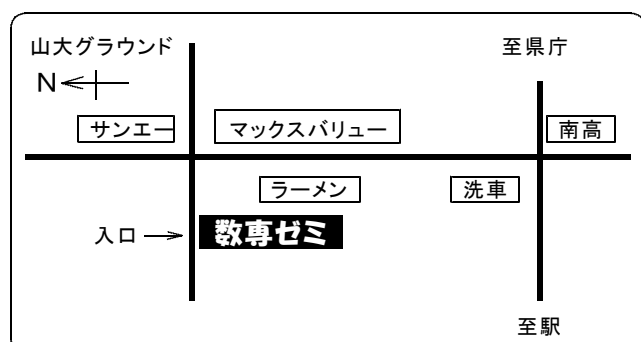 山大グラウンド
至県庁
N
サンエー
マックスバリュー
南高
ラーメン
洗車
入口
数専ゼミ
至駅